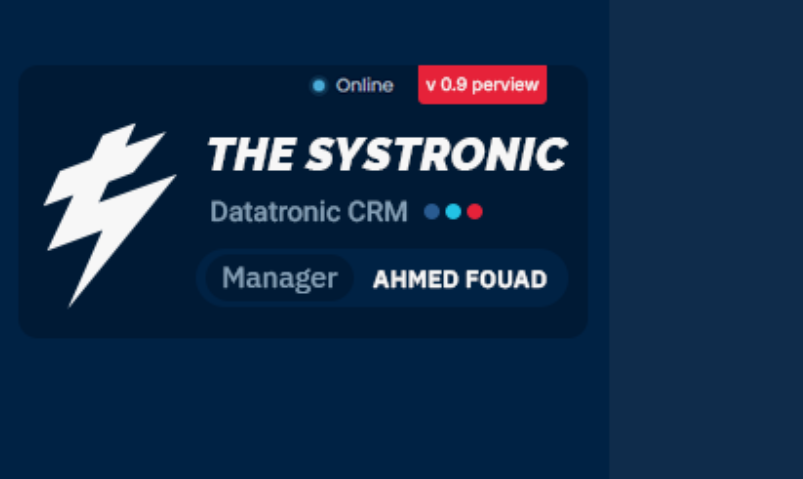 Online v 0.9 perview
THE SYSTRONIC
Datatronic CRM
Manager AHMED FOUAD